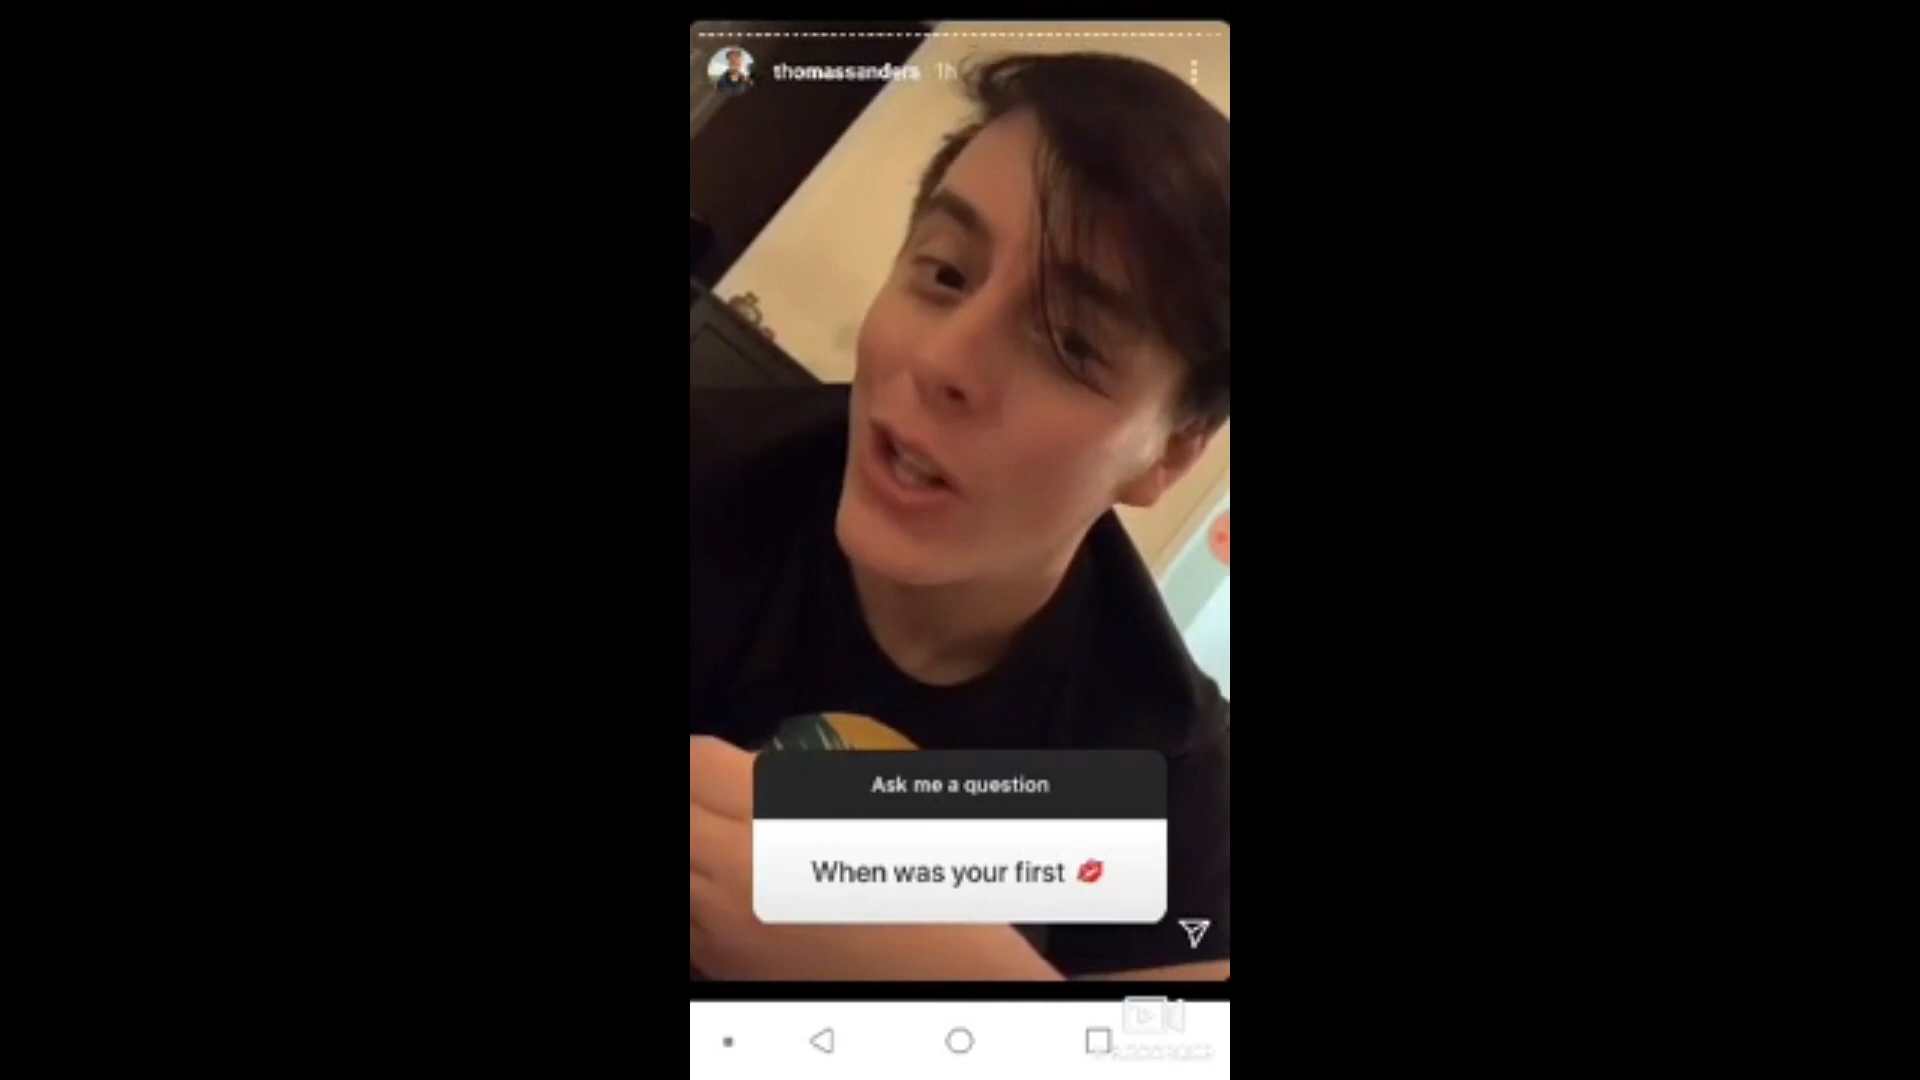 thomassanders 1h
Ask me a question
When was your first 💋